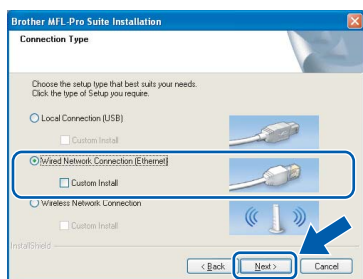 Brother MFL-Pro Suite Installation
Connection Type
Choose the setup type that best suits your needs.
Click the type of Setup you require.
Local Connection (USB)
Custom Install
Wired Network Connection (Ethernet)
Custom Install
Wireless Network Connection
Custom Install
InstallShield
< Back
Next >
Cancel